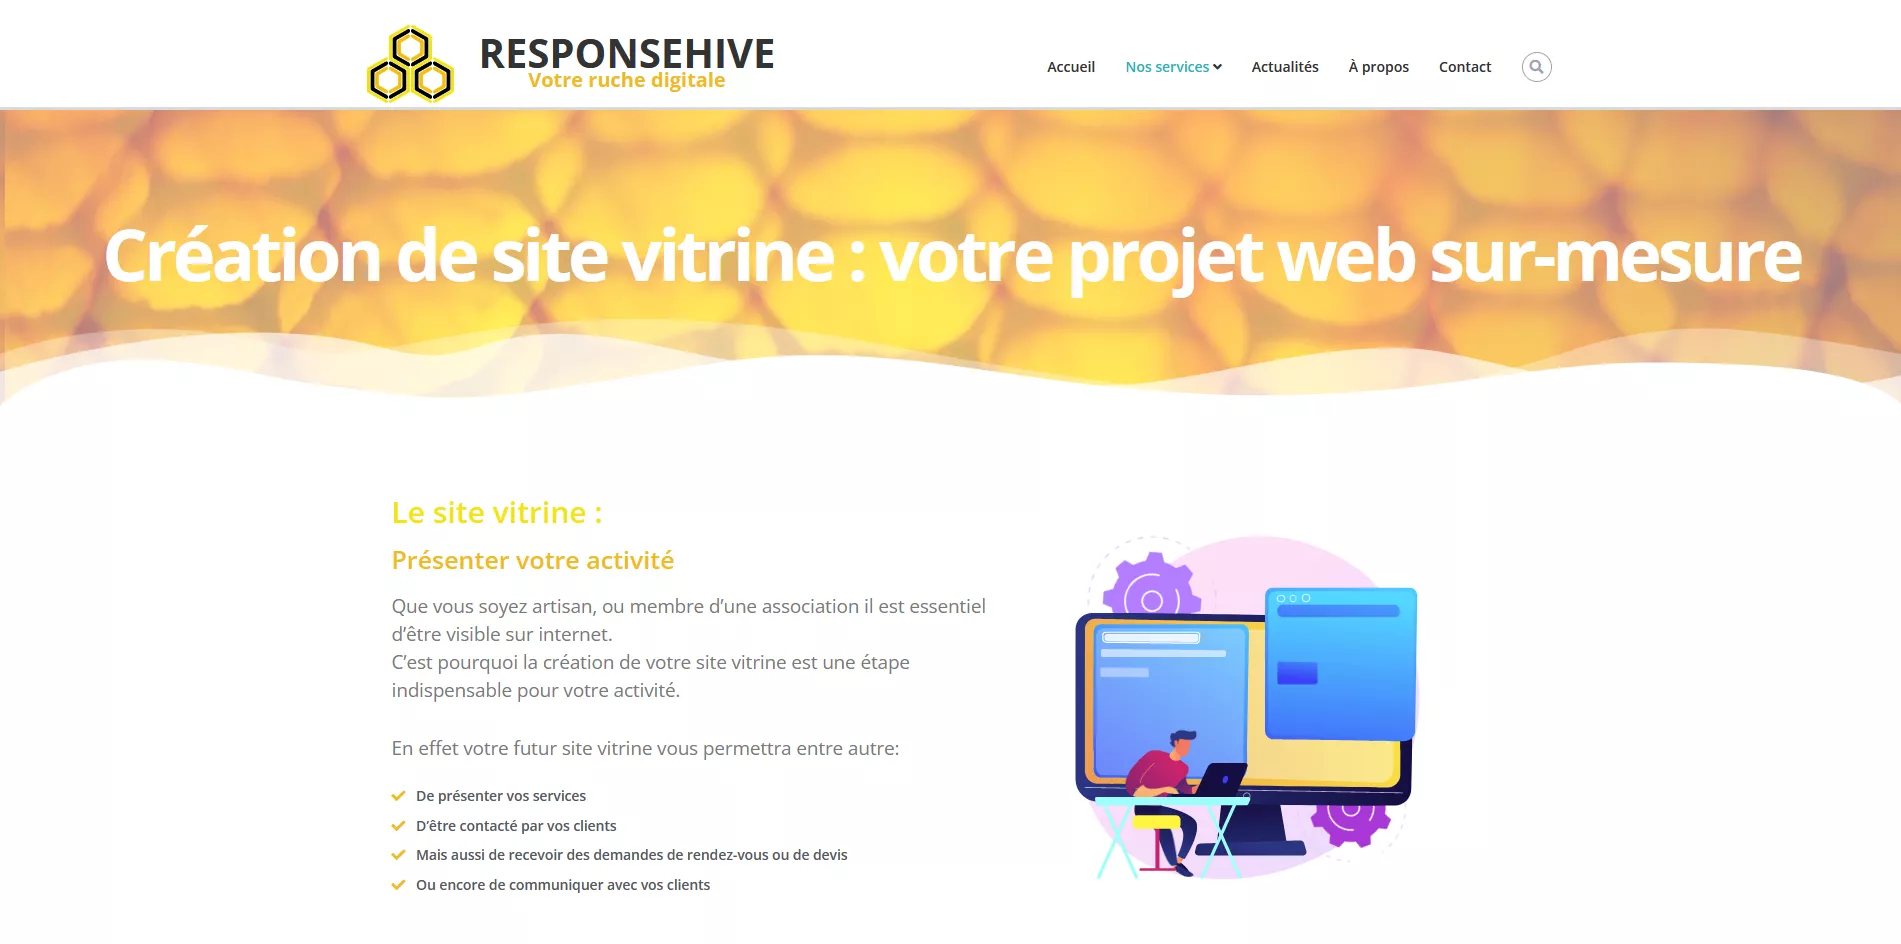 RESPONSEHIVE
Votre ruche digitale
Accueil
Nos services
Actualités
À propos
Contact
Création de site vitrine : votre projet web sur-mesure
Le site vitrine :
Présenter votre activité
Que vous soyez artisan, ou membre d’une association il est essentiel
d’être visible sur internet.
C’est pourquoi la création de votre site vitrine est une étape
indispensable pour votre activité.
En effet votre futur site vitrine vous permettra entre autre:
De présenter vos services
D’être contacté par vos clients
Mais aussi de recevoir des demandes de rendez-vous ou de devis
Ou encore de communiquer avec vos clients